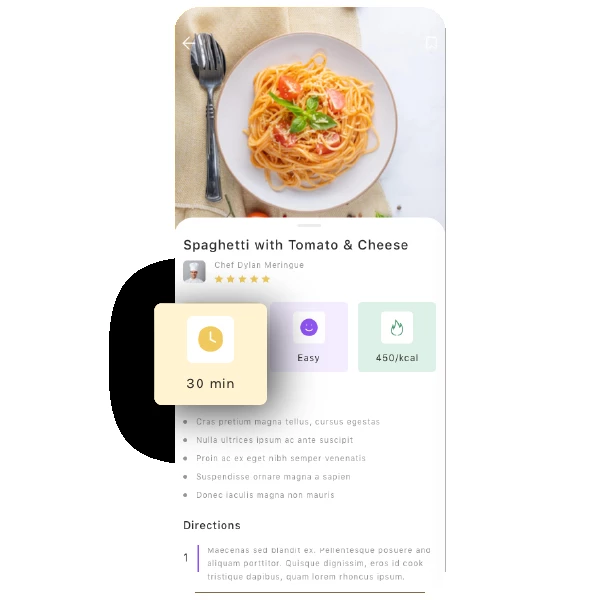 Spaghetti with Tomato & Cheese
Chef Dylan Meringue
30 min
Easy
450/kcal
Cras pretium magna tellus, cursus egestas
Nulla ultrices ipsum ac ante suscipit
Proin ac ex eget nibh semper venenatis
Suspendisse ornare magna a sapien
Donec iaculis magna non mauris
Directions
1
Maecenas sed blandit ex. Pellentesque posuere and
aliquam porttitor. Quisque dignissim, eros id cook
tristique dapibus, quam lorem rhoncus ipsum.